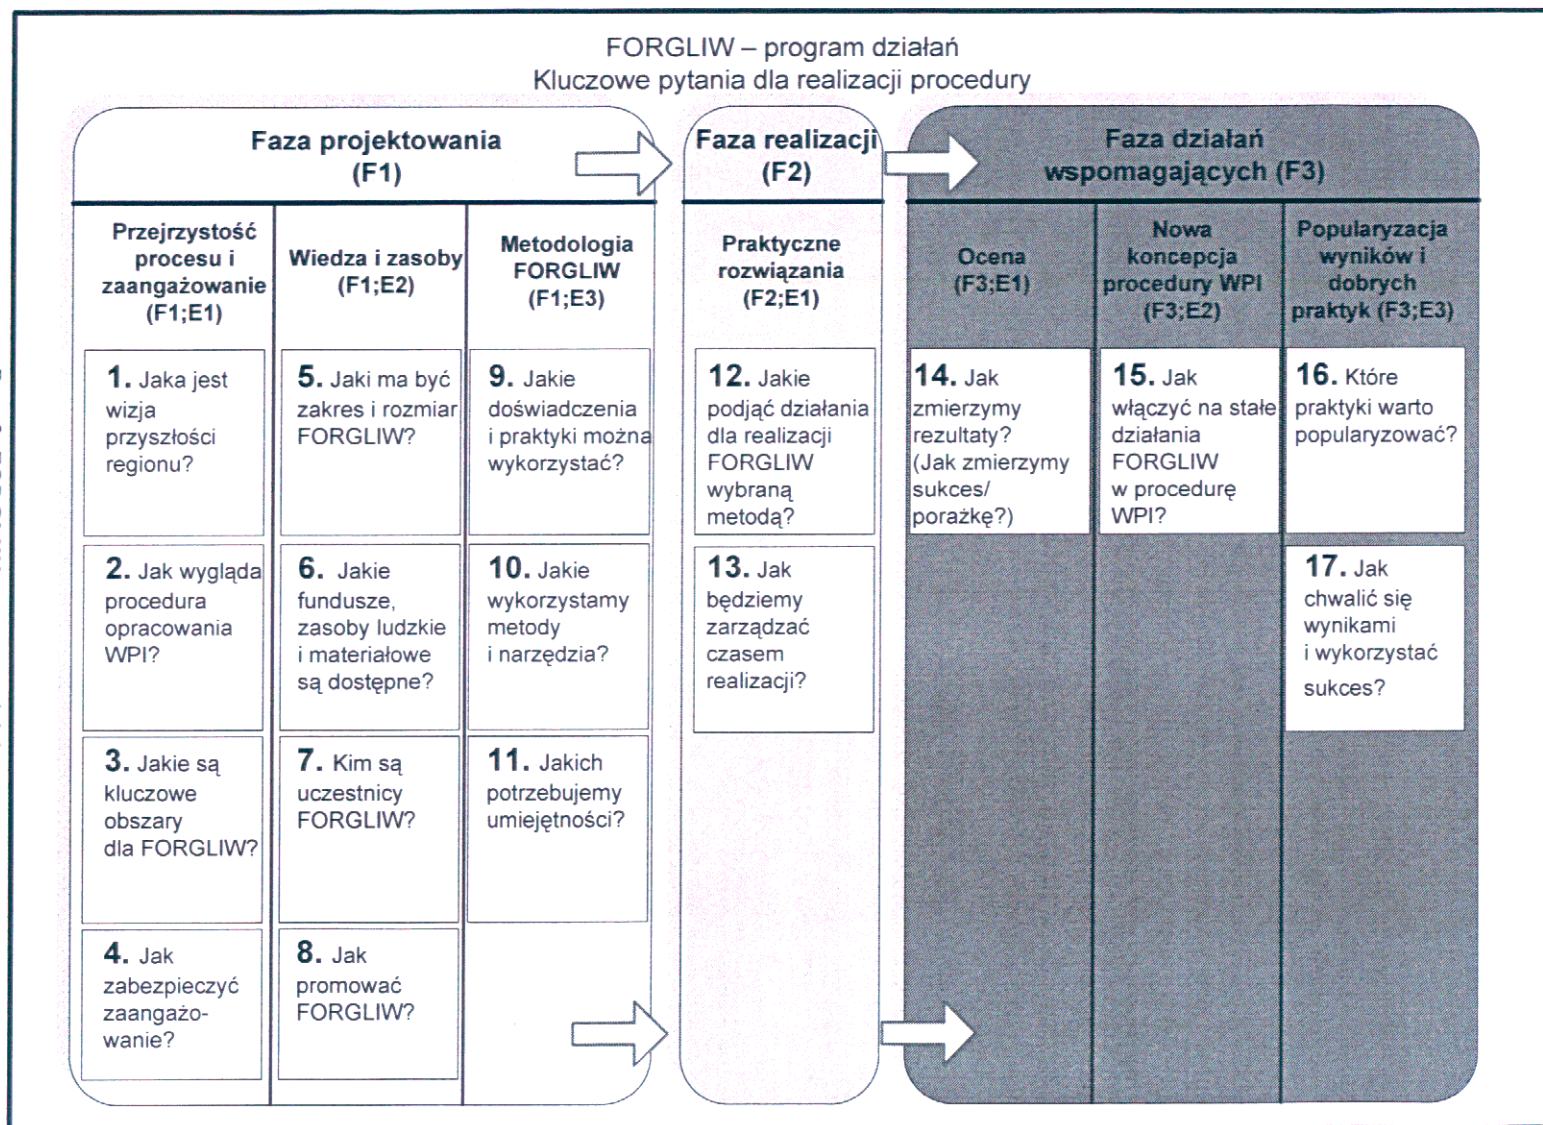 FORGLIW – program działań
Kluczowe pytania dla realizacji procedury
Faza projektowania
(F1)
Przejrzystość
procesu i
zaangażowanie
(F1;E1)
Wiedza i zasoby
(F1;E2)
Metodologia
FORGLIW
(F1;E3)
1. Jaka jest
wizja
przyszłości
regionu?
2. Jak wygląda
procedura
opracowania
WPI?
3. Jakie są
kluczowe
obszary
dla FORGLIW?
4. Jak
zabezpieczyć
zaangażo-
wanie?
5. Jaki ma być
zakres i rozmiar
FORGLIW?
6. Jakie
fundusze,
zasoby ludzkie
i materiałowe
są dostępne?
7. Kim są
uczestnicy
FORGLIW?
8. Jak
promować
FORGLIW?
9. Jakie
doświadczenia
i praktyki można
wykorzystać?
10. Jakie
wykorzystamy
metody
i narzędzia?
11. Jakich
potrzebujemy
umiejętności?
Faza realizacji
(F2)
Praktyczne
rozwiązania
(F2;E1)
12. Jakie
podjąć działania
dla realizacji
FORGLIW
wybraną
metodą?
13. Jak
będziemy
zarządzać
czasem
realizacji?
Faza działań
wspomagających (F3)
Ocena
(F3;E1)
Nowa
koncepcja
procedury WPI
(F3;E2)
Popularyzacja
wyników i
dobrych
praktyk (F3;E3)
14. Jak
zmierzymy
rezultaty?
(Jak zmierzymy
sukces/
porażkę?)
15. Jak
włączyć na stałe
działania
FORGLIW
w procedurę
WPI?
16. Które
praktyki warto
popularyzować?
17. Jak
chwalić się
wynikami
i wykorzystać
sukces?